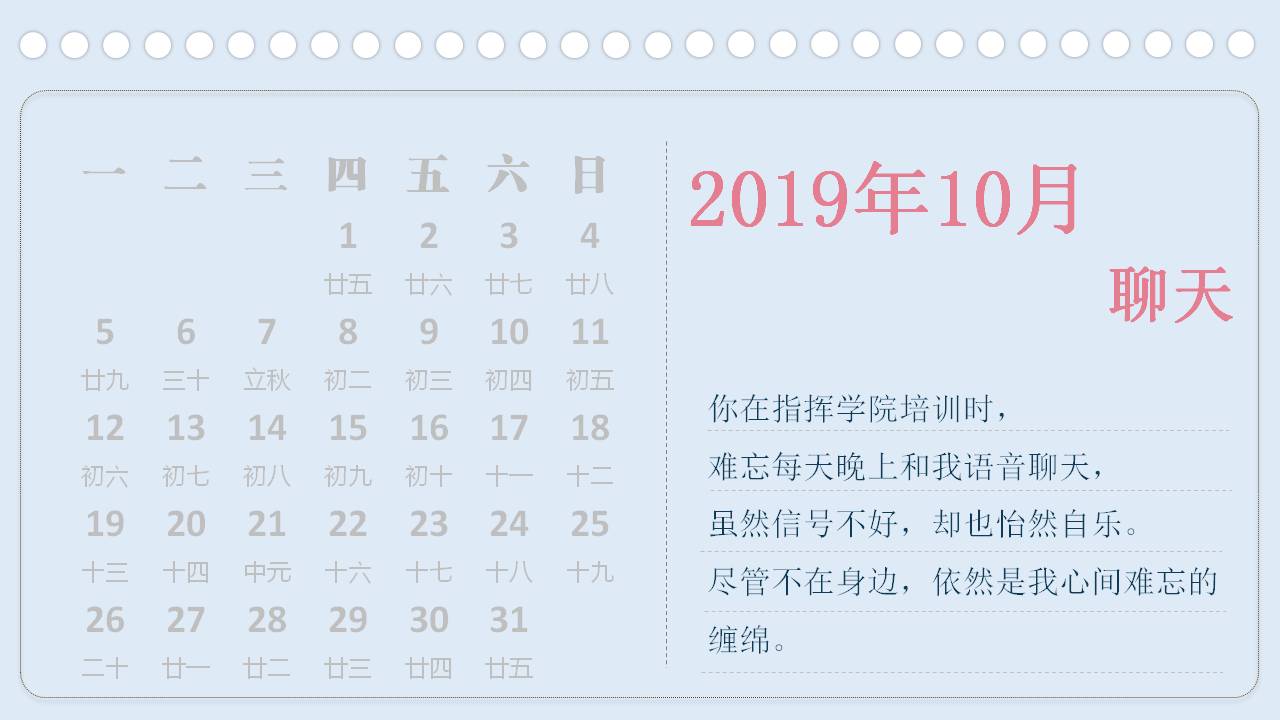 一 二 三 四 五 六 日
1 2 3 4
廿五 廿六 廿七 廿八
5 6 7 8 9 10 11
廿九 三十 立秋 初二 初三 初四 初五
12 13 14 15 16 17 18
初六 初七 初八 初九 初十 十一 十二
19 20 21 22 23 24 25
十三 十四 中元 十六 十七 十八 十九
26 27 28 29 30 31
二十 廿一 廿二 廿三 廿四 廿五
2019年10月
聊天
你在指挥学院培训时，
难忘每天晚上和我语音聊天，
虽然信号不好，却也怡然自乐。
尽管不在身边，依然是我心间难忘的
缠绵。